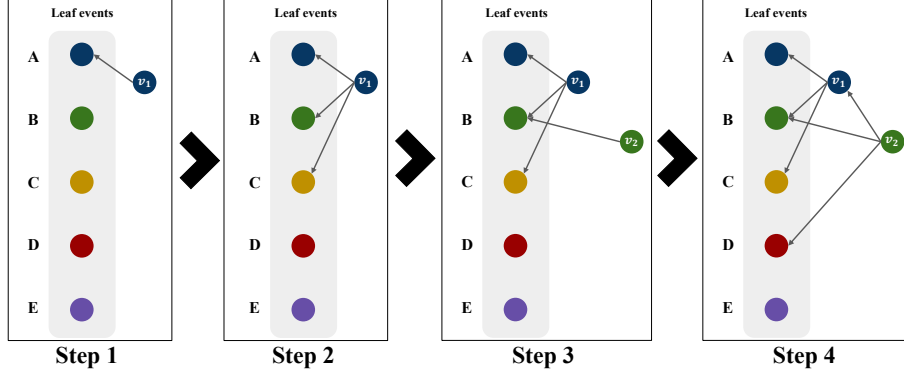 Leaf events
A
v₁
B
C
D
E
Step 1
Leaf events
A
v₁
B
C
D
E
Step 2
Leaf events
A
v₁
B
v₂
C
D
E
Step 3
Leaf events
A
v₁
B
v₂
C
D
E
Step 4